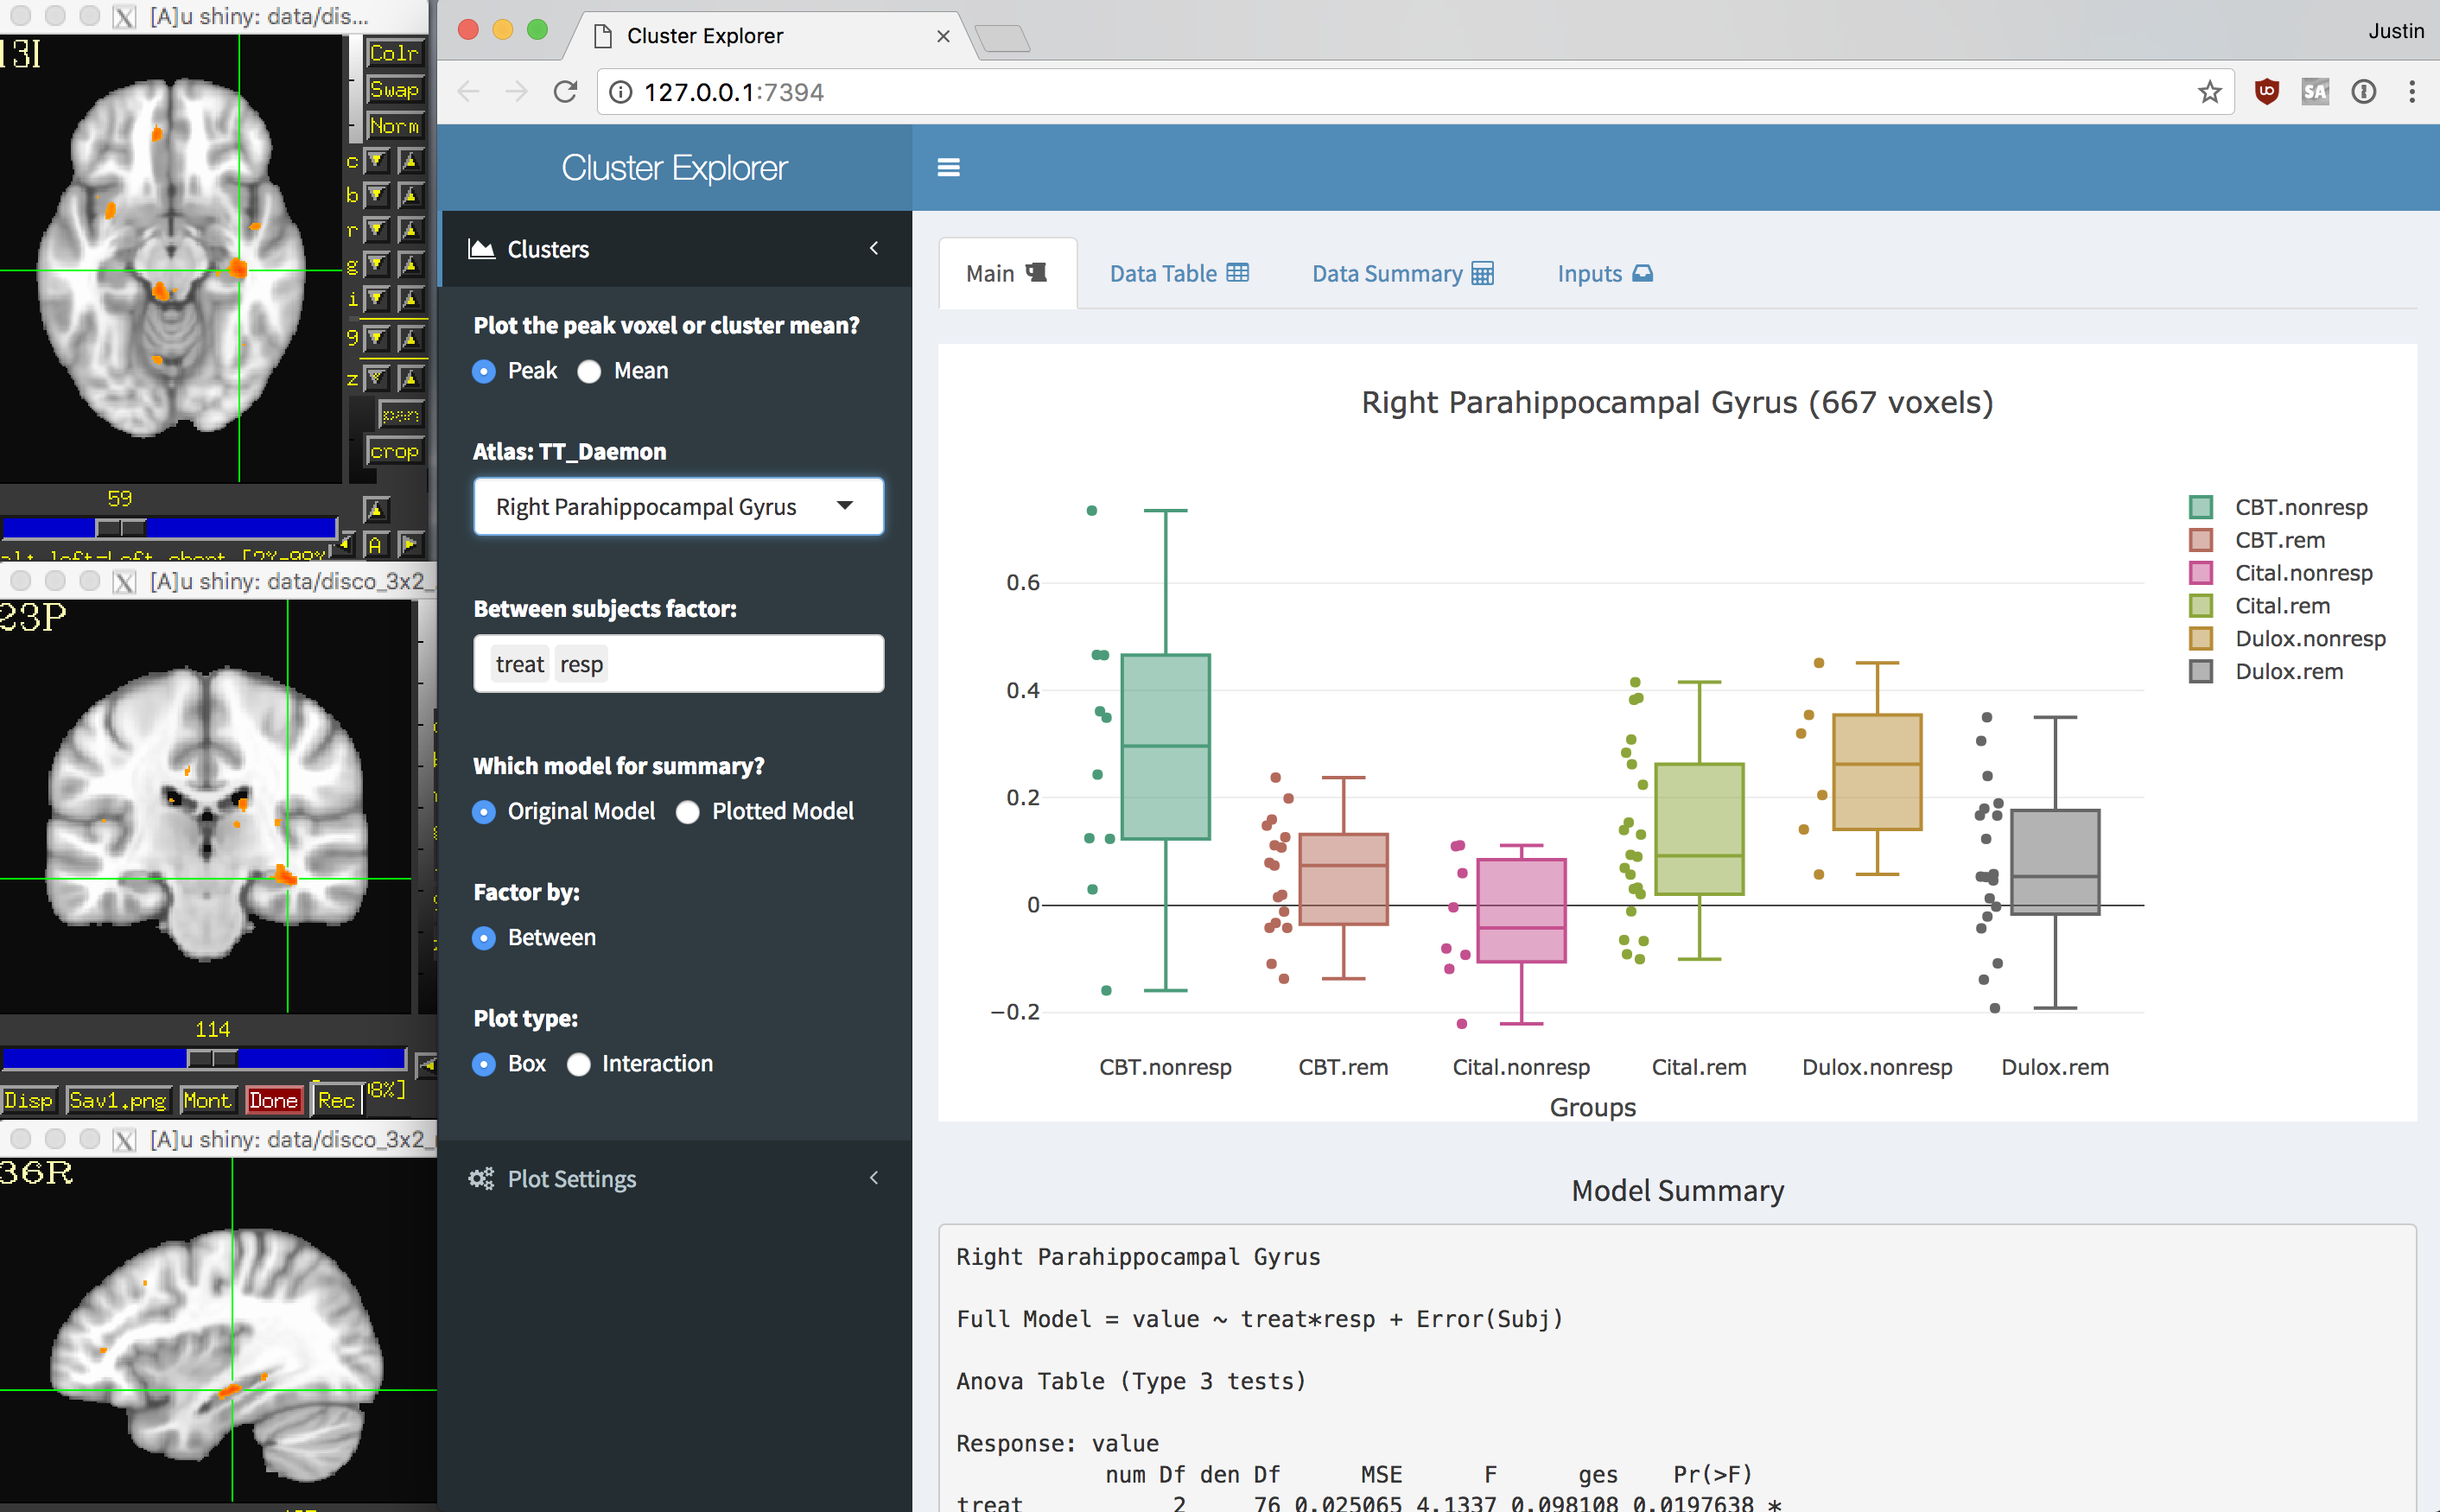 [A]u shiny: data/dis...
13I
Colr
Swap
Norm
c
b
r
g
i
9
z
pan
crop
59
A
[A]u shiny: data/disco_3x2_
23P
114
Disp
Sav1.png
Mont
Done
Rec
98%]
[A]u shiny: data/disco_3x2_
36R
Cluster Explorer
Justin
127.0.0.1:7394
Cluster Explorer
Clusters
Plot the peak voxel or cluster mean?
Peak Mean
Atlas: TT_Daemon
Right Parahippocampal Gyrus
Between subjects factor:
treat resp
Which model for summary?
Original Model Plotted Model
Factor by:
Between
Plot type:
Box Interaction
Plot Settings
Main Data Table Data Summary Inputs
Right Parahippocampal Gyrus (667 voxels)
0.6
0.4
0.2
0
−0.2
CBT.nonresp CBT.rem Cital.nonresp Cital.rem Dulox.nonresp Dulox.rem
Groups
CBT.nonresp
CBT.rem
Cital.nonresp
Cital.rem
Dulox.nonresp
Dulox.rem
Model Summary
Right Parahippocampal Gyrus
Full Model = value ~ treat*resp + Error(Subj)
Anova Table (Type 3 tests)
Response: value
num Df den Df MSE F ges Pr(>F)
treat 2 76 0.025065 4.1337 0.098108 0.0197638 *